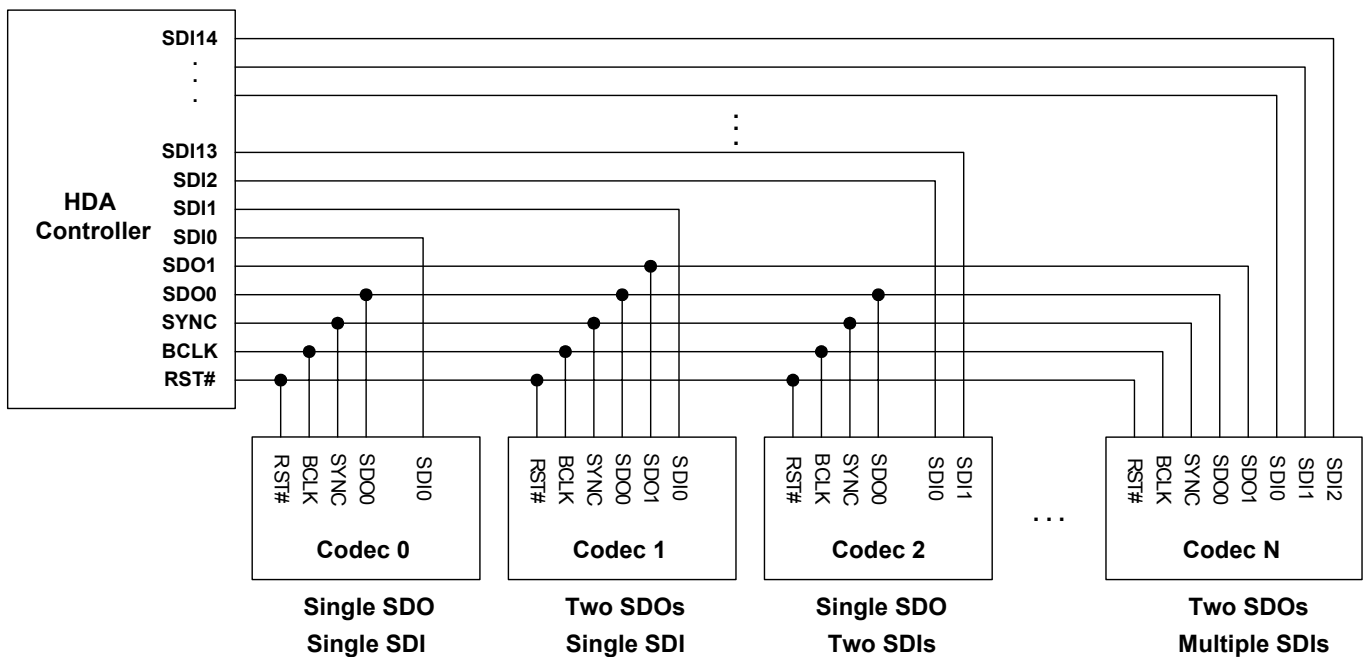 SDI14
.
.
.
SDI13
SDI2
SDI1
SDI0
SDO1
SDO0
SYNC
BCLK
RST#
HDA
Controller
.
.
.
RST#
BCLK
SYNC
SDO0
SDI0
Codec 0
Single SDO
Single SDI
RST#
BCLK
SYNC
SDO0
SDO1
SDI0
Codec 1
Two SDOs
Single SDI
RST#
BCLK
SYNC
SDO0
SDI0
SDI1
Codec 2
Single SDO
Two SDIs
. . .
RST#
BCLK
SYNC
SDO0
SDO1
SDI0
SDI1
SDI2
Codec N
Two SDOs
Multiple SDIs